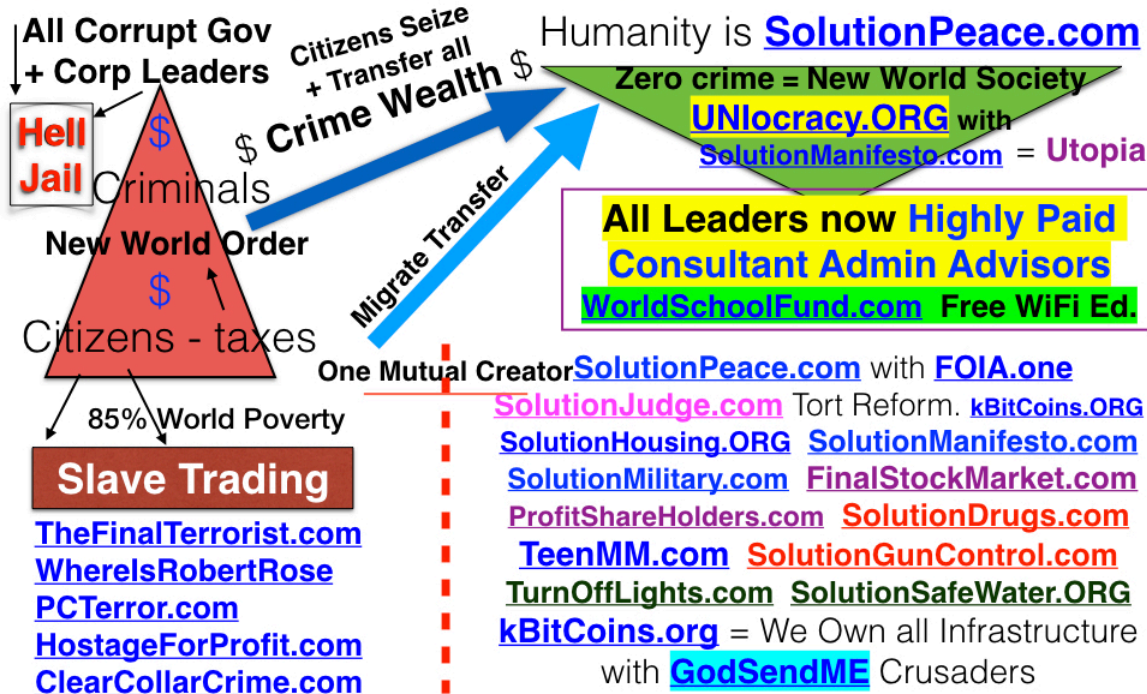 All Corrupt Gov
+ Corp Leaders
Hell
Jail
$
Criminals
New World Order
$
Citizens - taxes
85% World Poverty
Slave Trading
TheFinalTerrorist.com
WhereIsRobertRose
PCTerror.com
HostageForProfit.com
ClearCollarCrime.com
Citizens Seize
+ Transfer all
$ Crime Wealth $
Migrate Transfer
Humanity is SolutionPeace.com
Zero crime = New World Society
UNIocracy.ORG with
SolutionManifesto.com = Utopia
All Leaders now Highly Paid
Consultant Admin Advisors
WorldSchoolFund.com Free WiFi Ed.
One Mutual Creator SolutionPeace.com with FOIA.one
SolutionJudge.com Tort Reform. kBitCoins.ORG
SolutionHousing.ORG SolutionManifesto.com
SolutionMilitary.com FinalStockMarket.com
ProfitShareHolders.com SolutionDrugs.com
TeenMM.com SolutionGunControl.com
TurnOffLights.com SolutionSafeWater.ORG
kBitCoins.org = We Own all Infrastructure
with GodSendME Crusaders